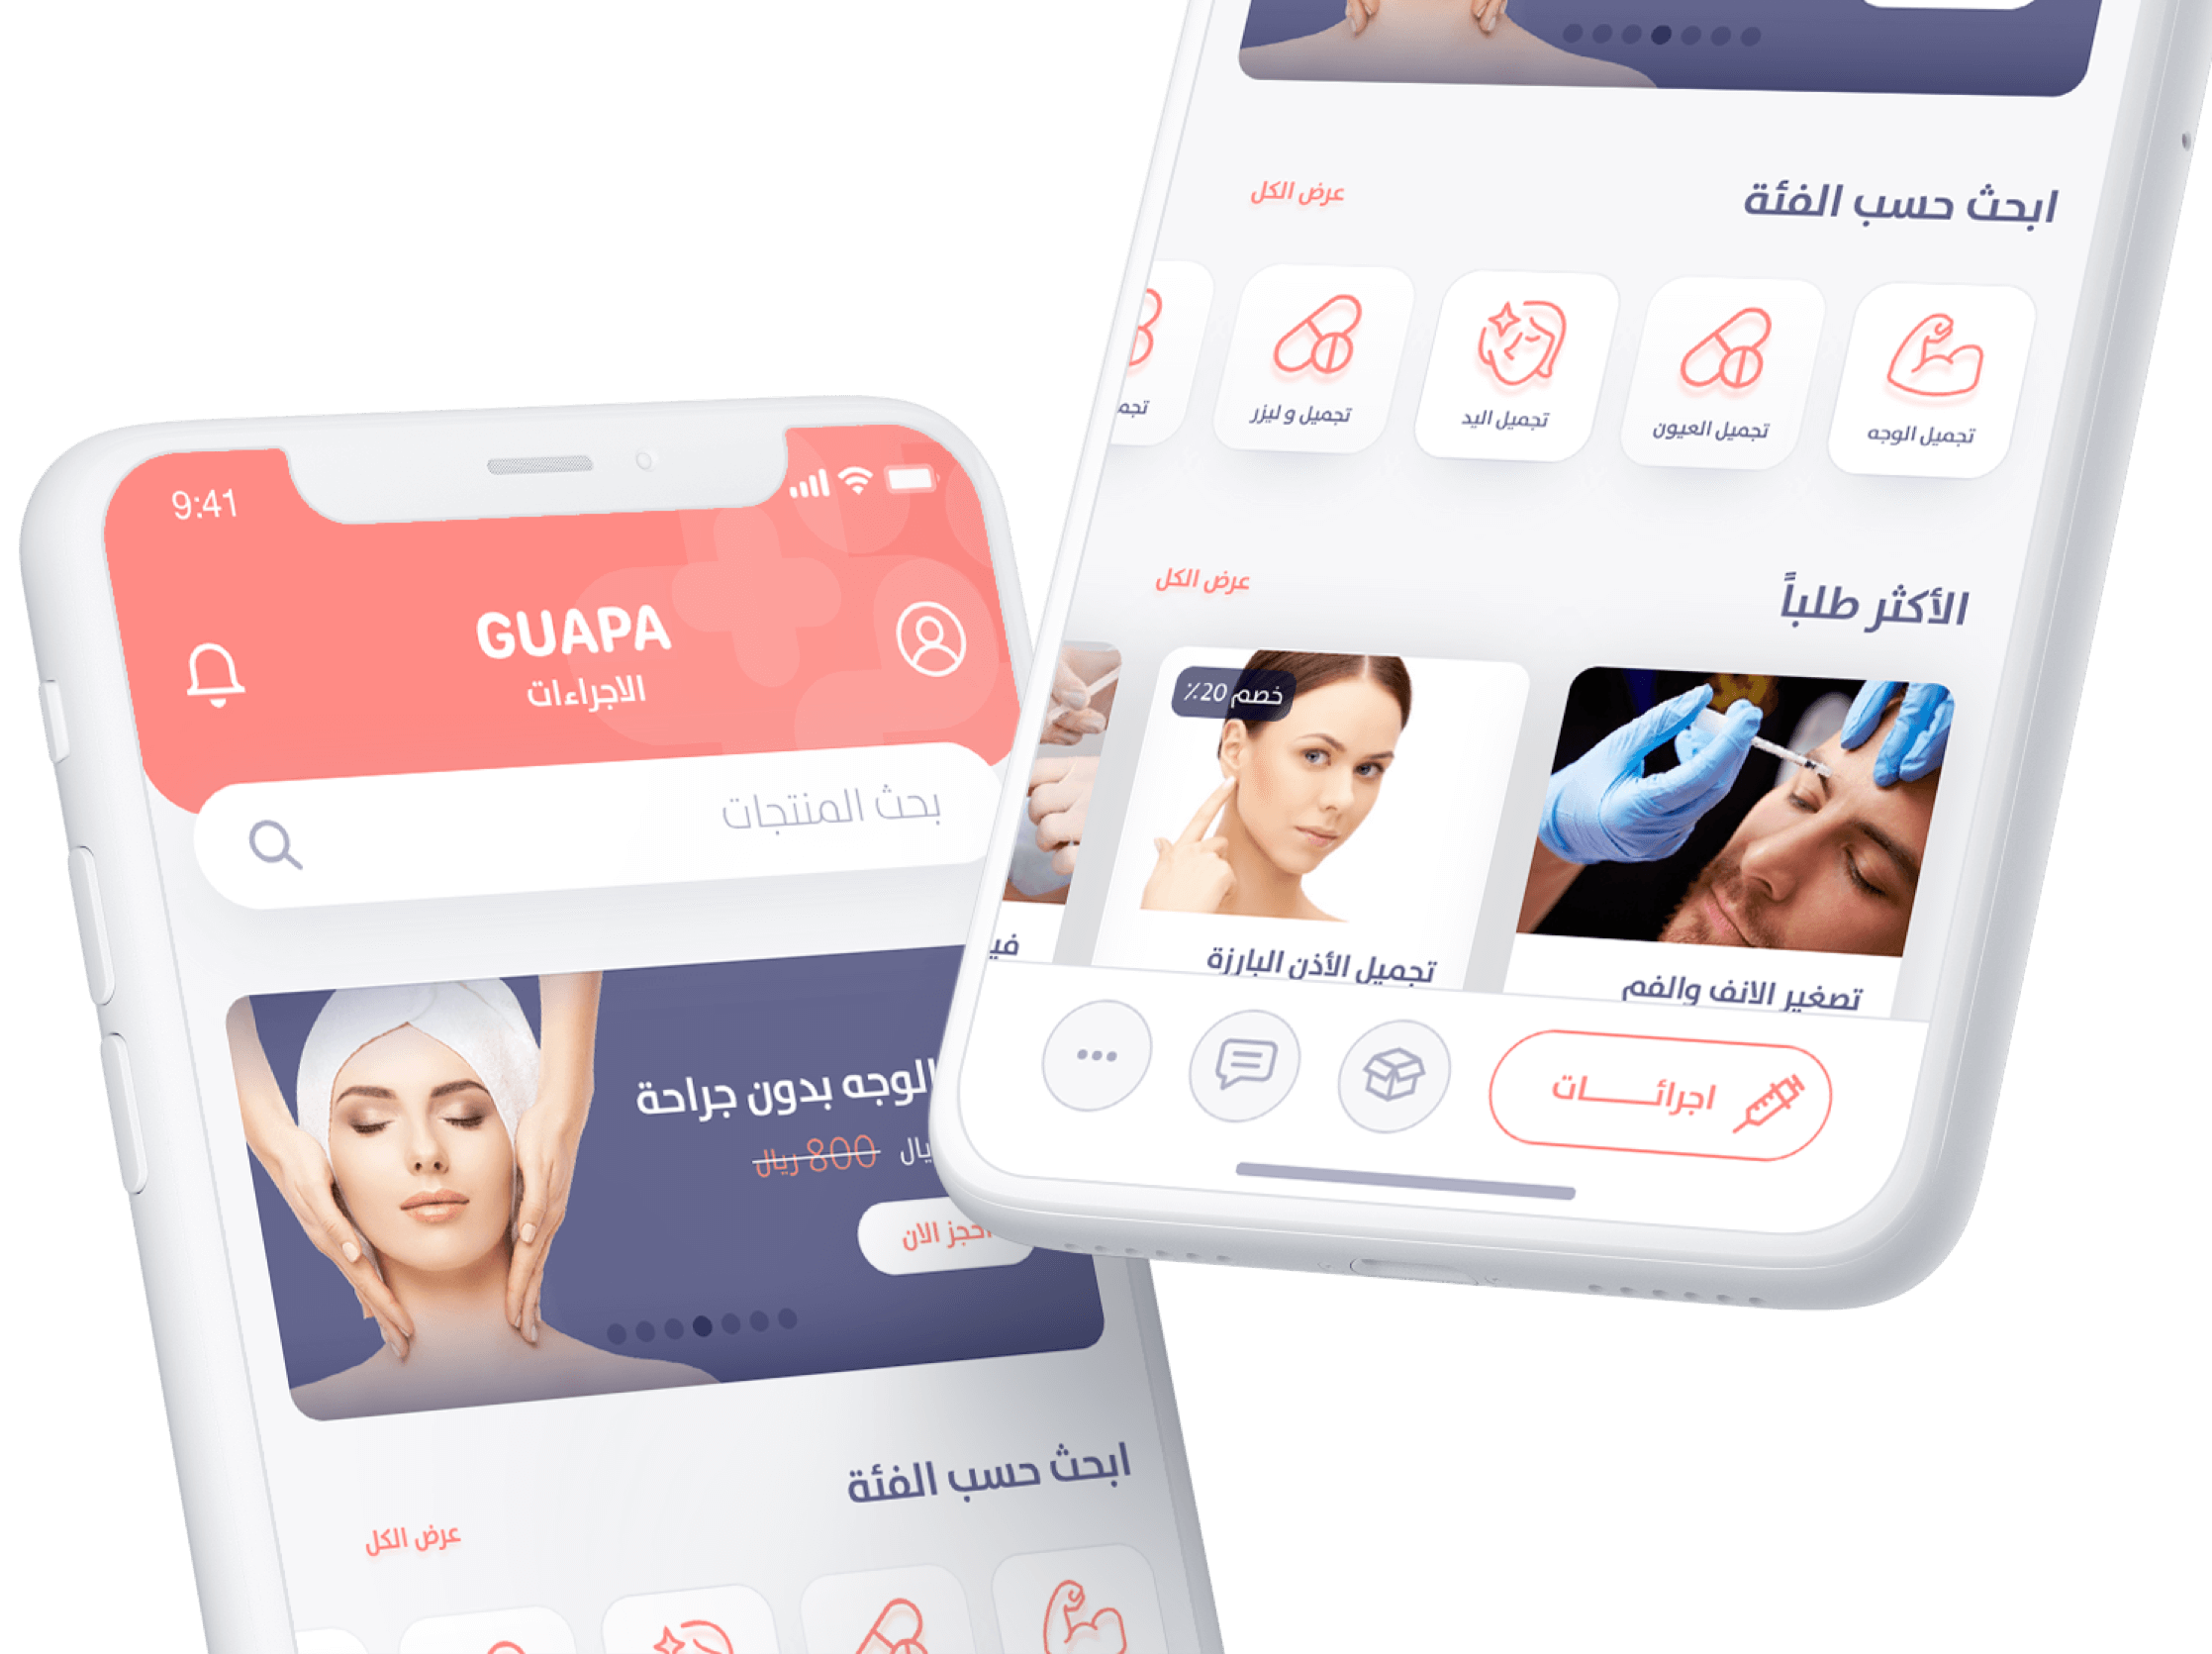 9:41
GUAPA
الاجراءات
بحث المنتجات
الوجه بدون جراحة
800 ريال
احجز الان
ابحث حسب الفئة
عرض الكل
ابحث حسب الفئة
عرض الكل
تجميل الوجه
تجميل العيون
تجميل اليد
تجميل و ليزر
الأكثر طلباً
عرض الكل
خصم 20٪
تصغير الانف والفم
تجميل الأذن البارزة
اجرائـــــات